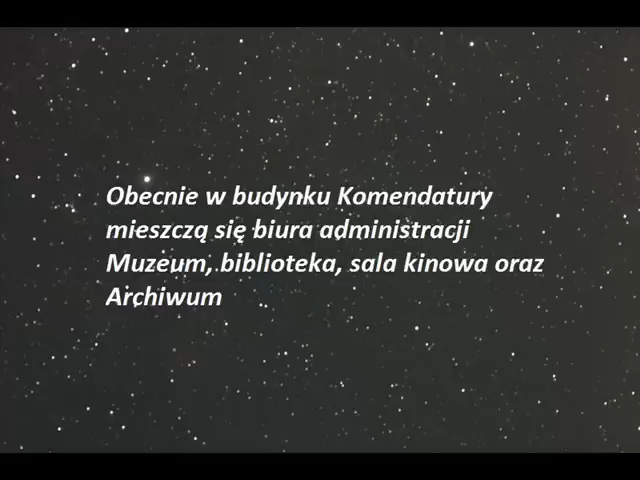 Obecnie w budynku Komendatury
mieszczą się biura administracji
Muzeum, biblioteka, sala kinowa oraz
Archiwum